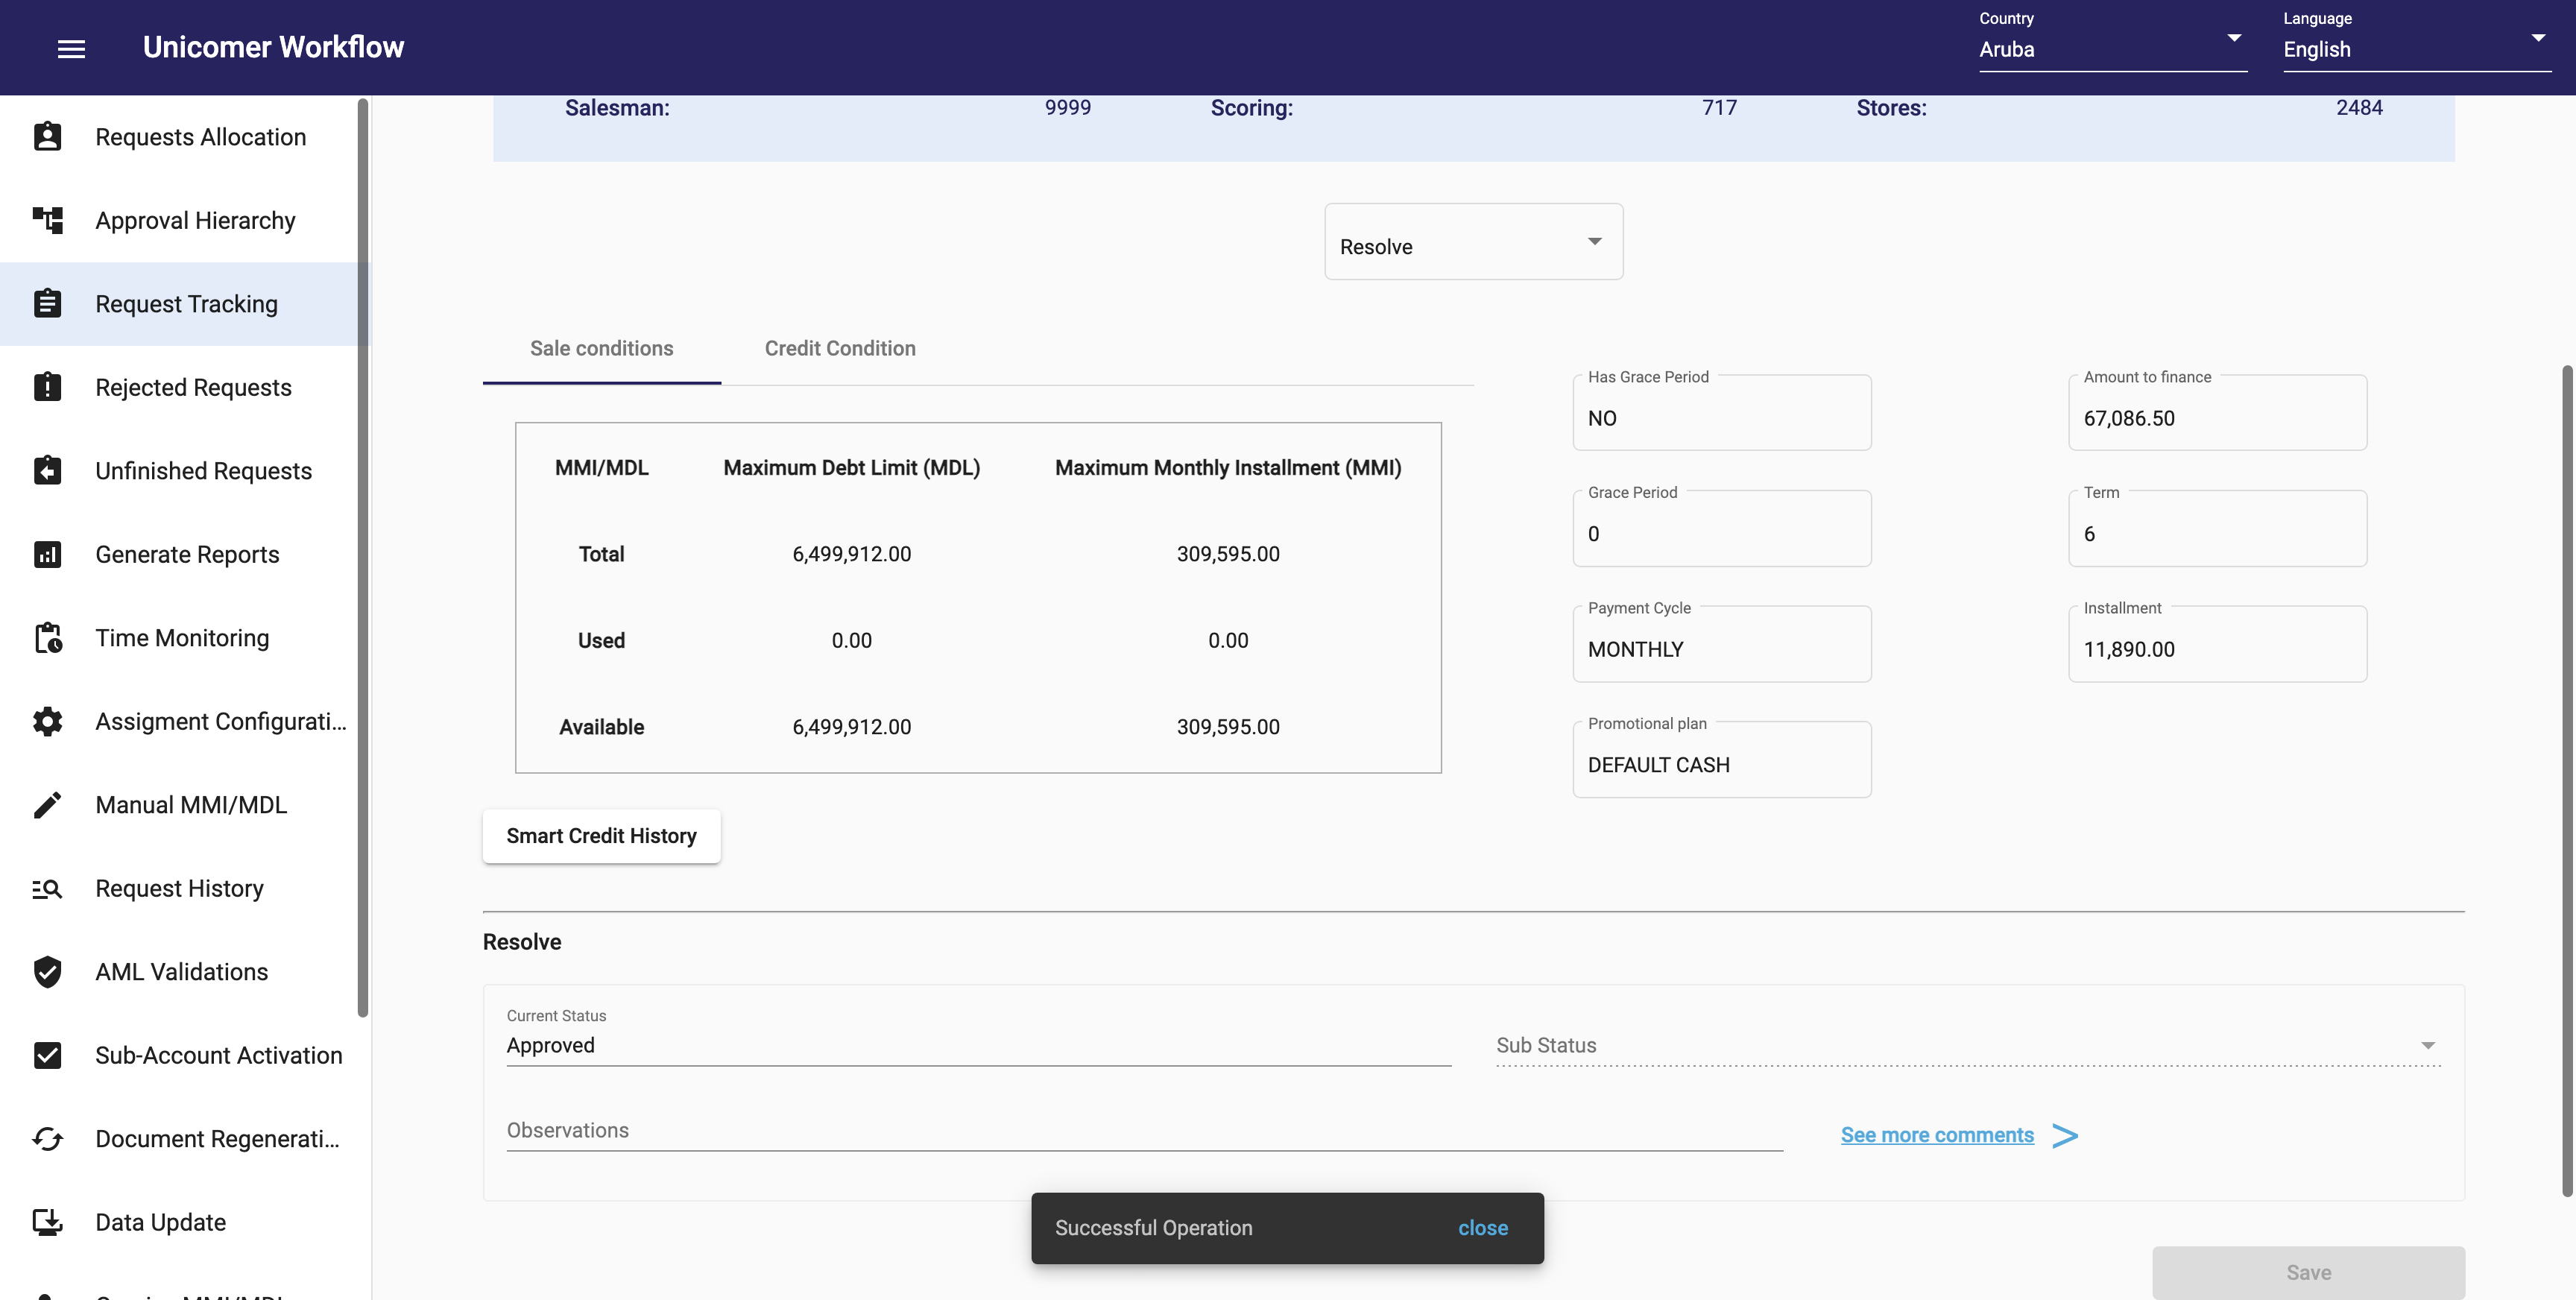 Unicomer Workflow
Country
Aruba
Language
English
Requests Allocation
Approval Hierarchy
Request Tracking
Rejected Requests
Unfinished Requests
Generate Reports
Time Monitoring
Assigment Configurati...
Manual MMI/MDL
Request History
AML Validations
Sub-Account Activation
Document Regenerati...
Data Update
Salesman: 9999 Scoring: 717 Stores: 2484
Resolve
Sale conditions Credit Condition
MMI/MDL Maximum Debt Limit (MDL) Maximum Monthly Installment (MMI)
Total 6,499,912.00 309,595.00
Used 0.00 0.00
Available 6,499,912.00 309,595.00
Has Grace Period
NO
Amount to finance
67,086.50
Grace Period
0
Term
6
Payment Cycle
MONTHLY
Installment
11,890.00
Promotional plan
DEFAULT CASH
Smart Credit History
Resolve
Current Status
Approved
Sub Status
Observations
See more comments >
Successful Operation close
Save